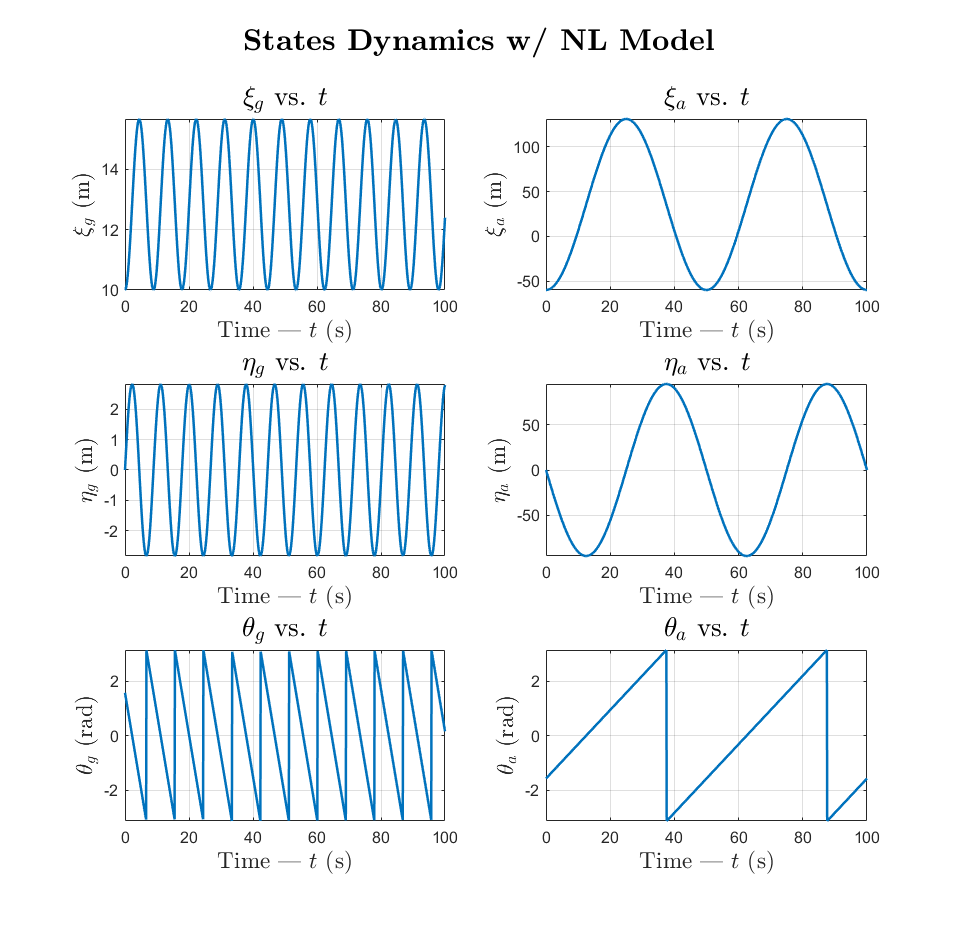 States Dynamics w/ NL Model
ξg vs. t
ξg (m)
14
12
10
0 20 40 60 80 100
Time — t (s)
ξa vs. t
ξa (m)
100
50
0
-50
0 20 40 60 80 100
Time — t (s)
ηg vs. t
ηg (m)
2
1
0
-1
-2
0 20 40 60 80 100
Time — t (s)
ηa vs. t
ηa (m)
50
0
-50
0 20 40 60 80 100
Time — t (s)
θg vs. t
θg (rad)
2
0
-2
0 20 40 60 80 100
Time — t (s)
θa vs. t
θa (rad)
2
0
-2
0 20 40 60 80 100
Time — t (s)